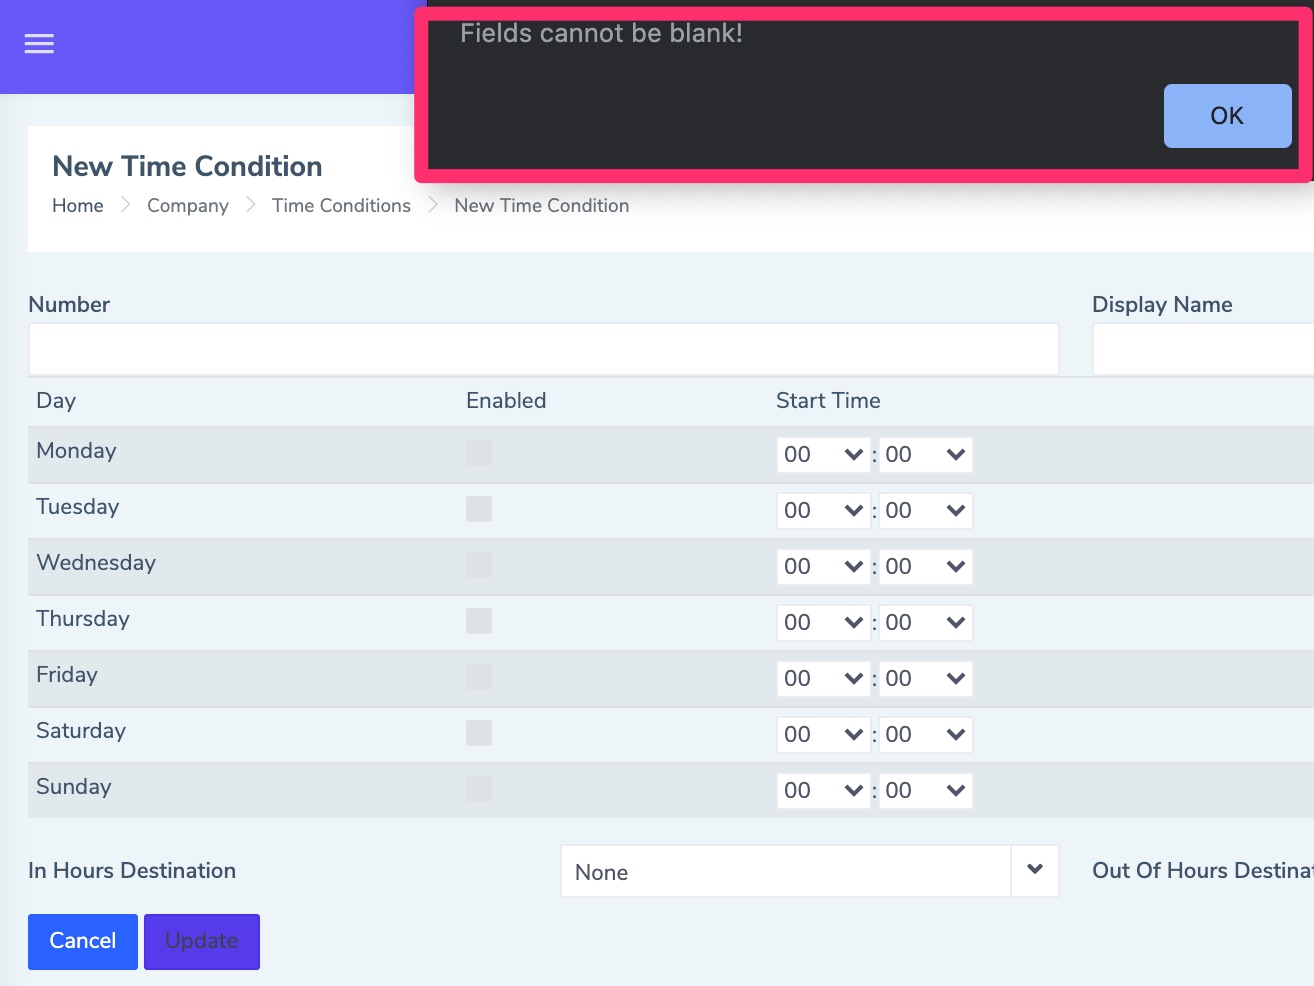 Fields cannot be blank!
OK
New Time Condition
Home Company Time Conditions New Time Condition
Number Display Name
Day Enabled Start Time
Monday 00 : 00
Tuesday 00 : 00
Wednesday 00 : 00
Thursday 00 : 00
Friday 00 : 00
Saturday 00 : 00
Sunday 00 : 00
In Hours Destination None Out Of Hours Destinat
Cancel Update